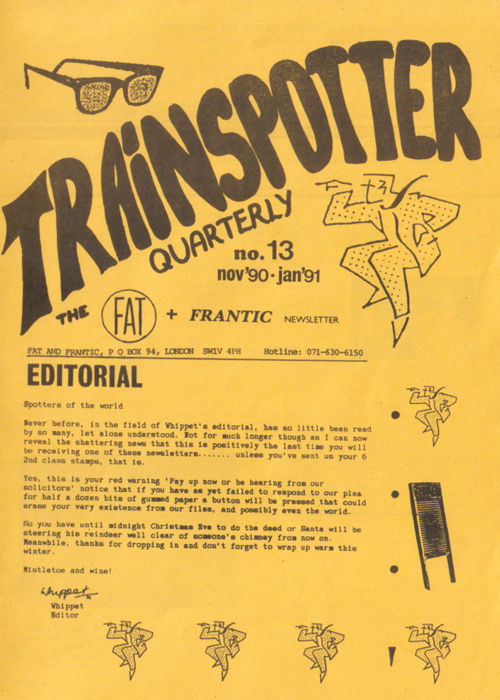 TRAINSPOTTER
QUARTERLY
no.13
nov'90·jan'91
THE FAT + FRANTIC NEWSLETTER
FAT AND FRANTIC, P O BOX 94, LONDON SW1V 4PH Hotline: 071-630-6150
EDITORIAL
Spotters of the world
Never before, in the field of Whippet's editorial, has so little been read
by so many, let alone understood. Not for much longer though as I can now
reveal the shattering news that this is positively the last time you will
be receiving one of these newsletters....... unless you've sent us your 6
2nd class stamps, that is.
Yes, this is your red warning 'Pay up now or be hearing from our
solicitors' notice that if you have as yet failed to respond to our plea
for half a dozen bits of gummed paper a button will be pressed that could
erase your very existence from our files, and possibly even the world.
So you have until midnight Christmas Eve to do the deed or Santa will be
steering his reindeer well clear of someone's chimney from now on.
Meanwhile, thanks for dropping in and don't forget to wrap up warm this
winter.
Mistletoe and wine!
Whippet
Whippet
Editor